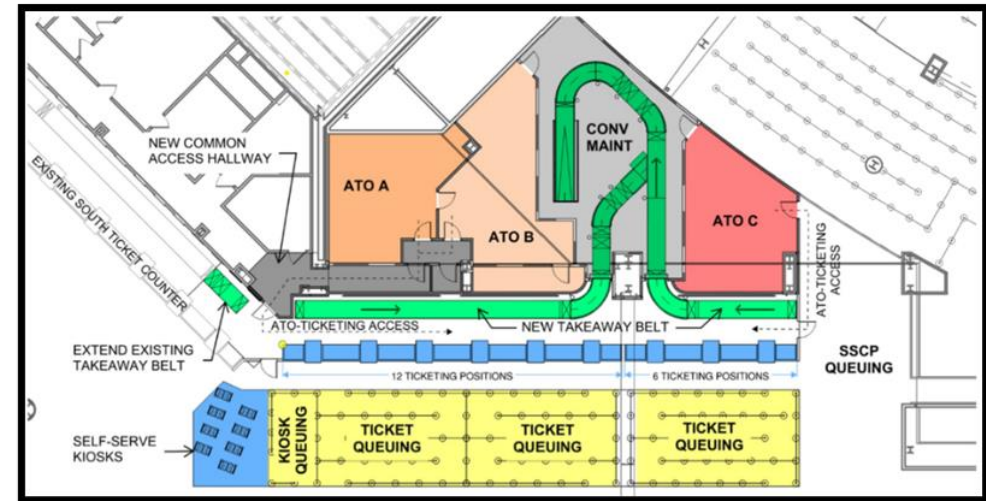 NEW COMMON
ACCESS HALLWAY
EXISTING SOUTH TICKET COUNTER
ATO A
ATO B
CONV
MAINT
ATO C
ATO-TICKETING
ACCESS
ATO-TICKETING ACCESS
NEW TAKEAWAY BELT
EXTEND EXISTING
TAKEAWAY BELT
SSCP
QUEUING
12 TICKETING POSITIONS
6 TICKETING POSITIONS
SELF-SERVE
KIOSKS
KIOSK
QUEUING
TICKET
QUEUING
TICKET
QUEUING
TICKET
QUEUING
H
H
H
H